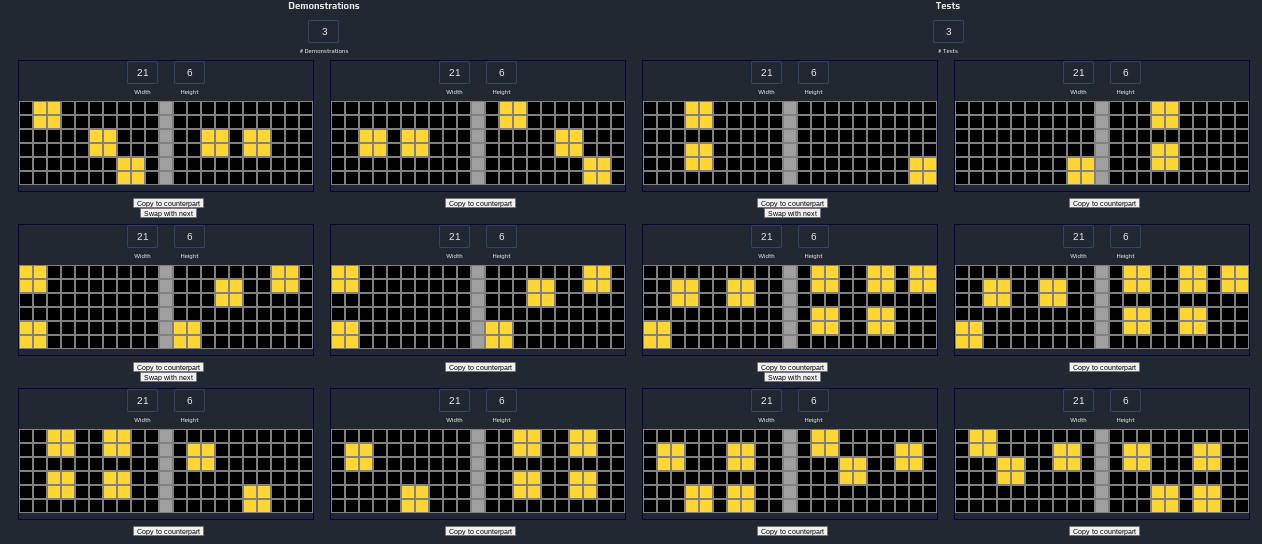 Demonstrations
Tests
3
3
# Demonstrations
# Tests
21 6 21 6 21 6 21 6
Width Height Width Height Width Height Width Height
Copy to counterpart Copy to counterpart Copy to counterpart Copy to counterpart
Swap with next Swap with next
21 6 21 6 21 6 21 6
Width Height Width Height Width Height Width Height
Copy to counterpart Copy to counterpart Copy to counterpart Copy to counterpart
Swap with next Swap with next
21 6 21 6 21 6 21 6
Width Height Width Height Width Height Width Height
Copy to counterpart Copy to counterpart Copy to counterpart Copy to counterpart